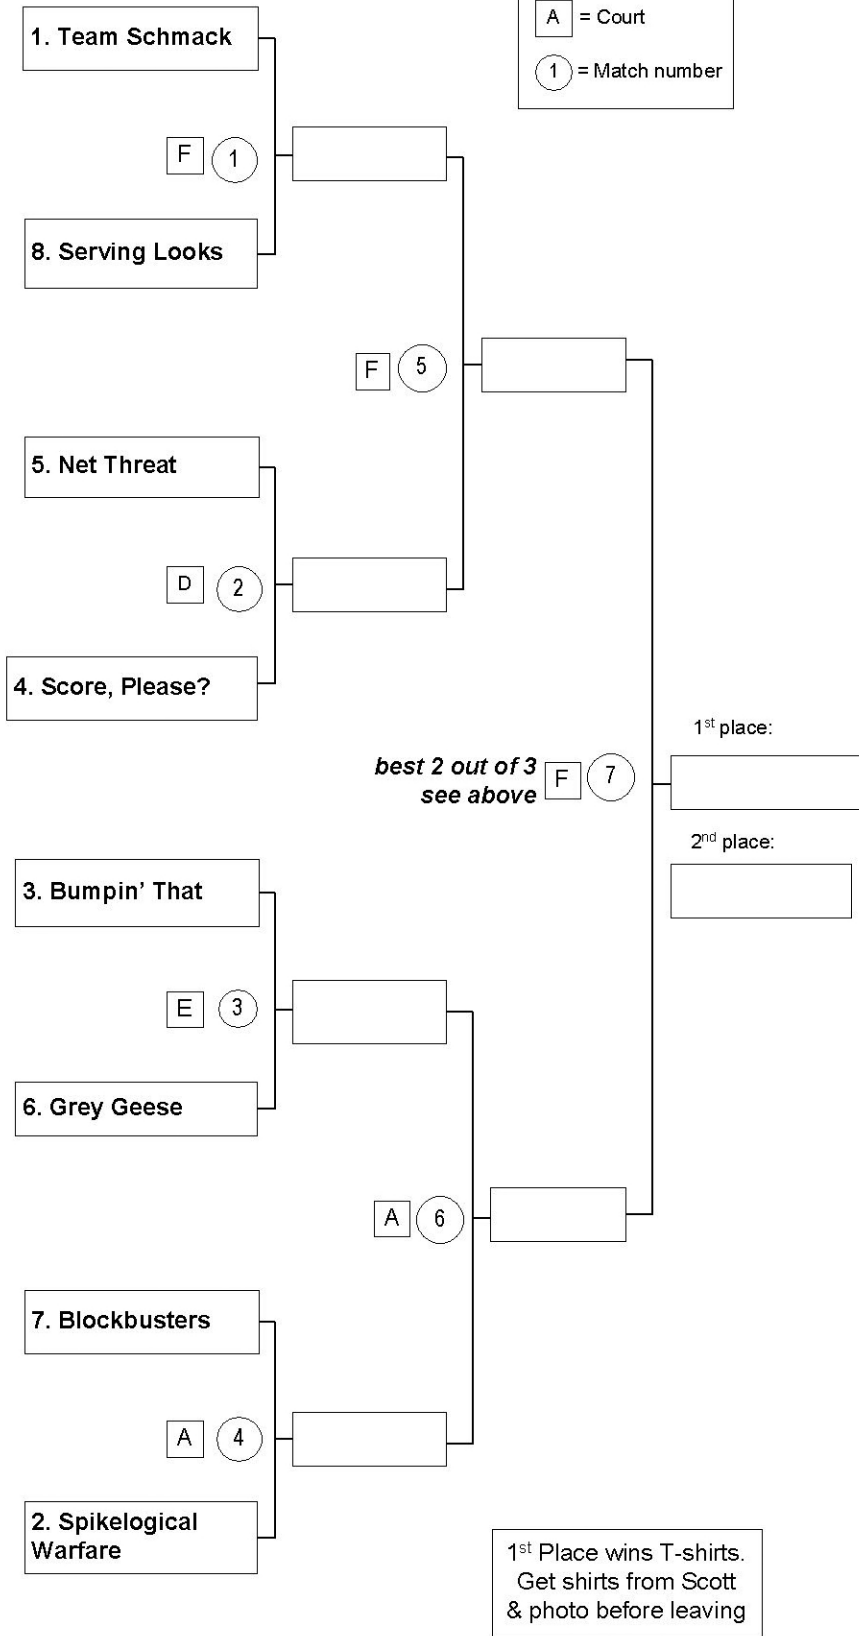 A = Court
1 = Match number
1. Team Schmack
F 1
8. Serving Looks
F 5
5. Net Threat
D 2
4. Score, Please?
1st place:
best 2 out of 3
see above
F 7
2nd place:
3. Bumpin’ That
E 3
6. Grey Geese
A 6
7. Blockbusters
A 4
2. Spikelogical
Warfare
1st Place wins T-shirts.
Get shirts from Scott
& photo before leaving